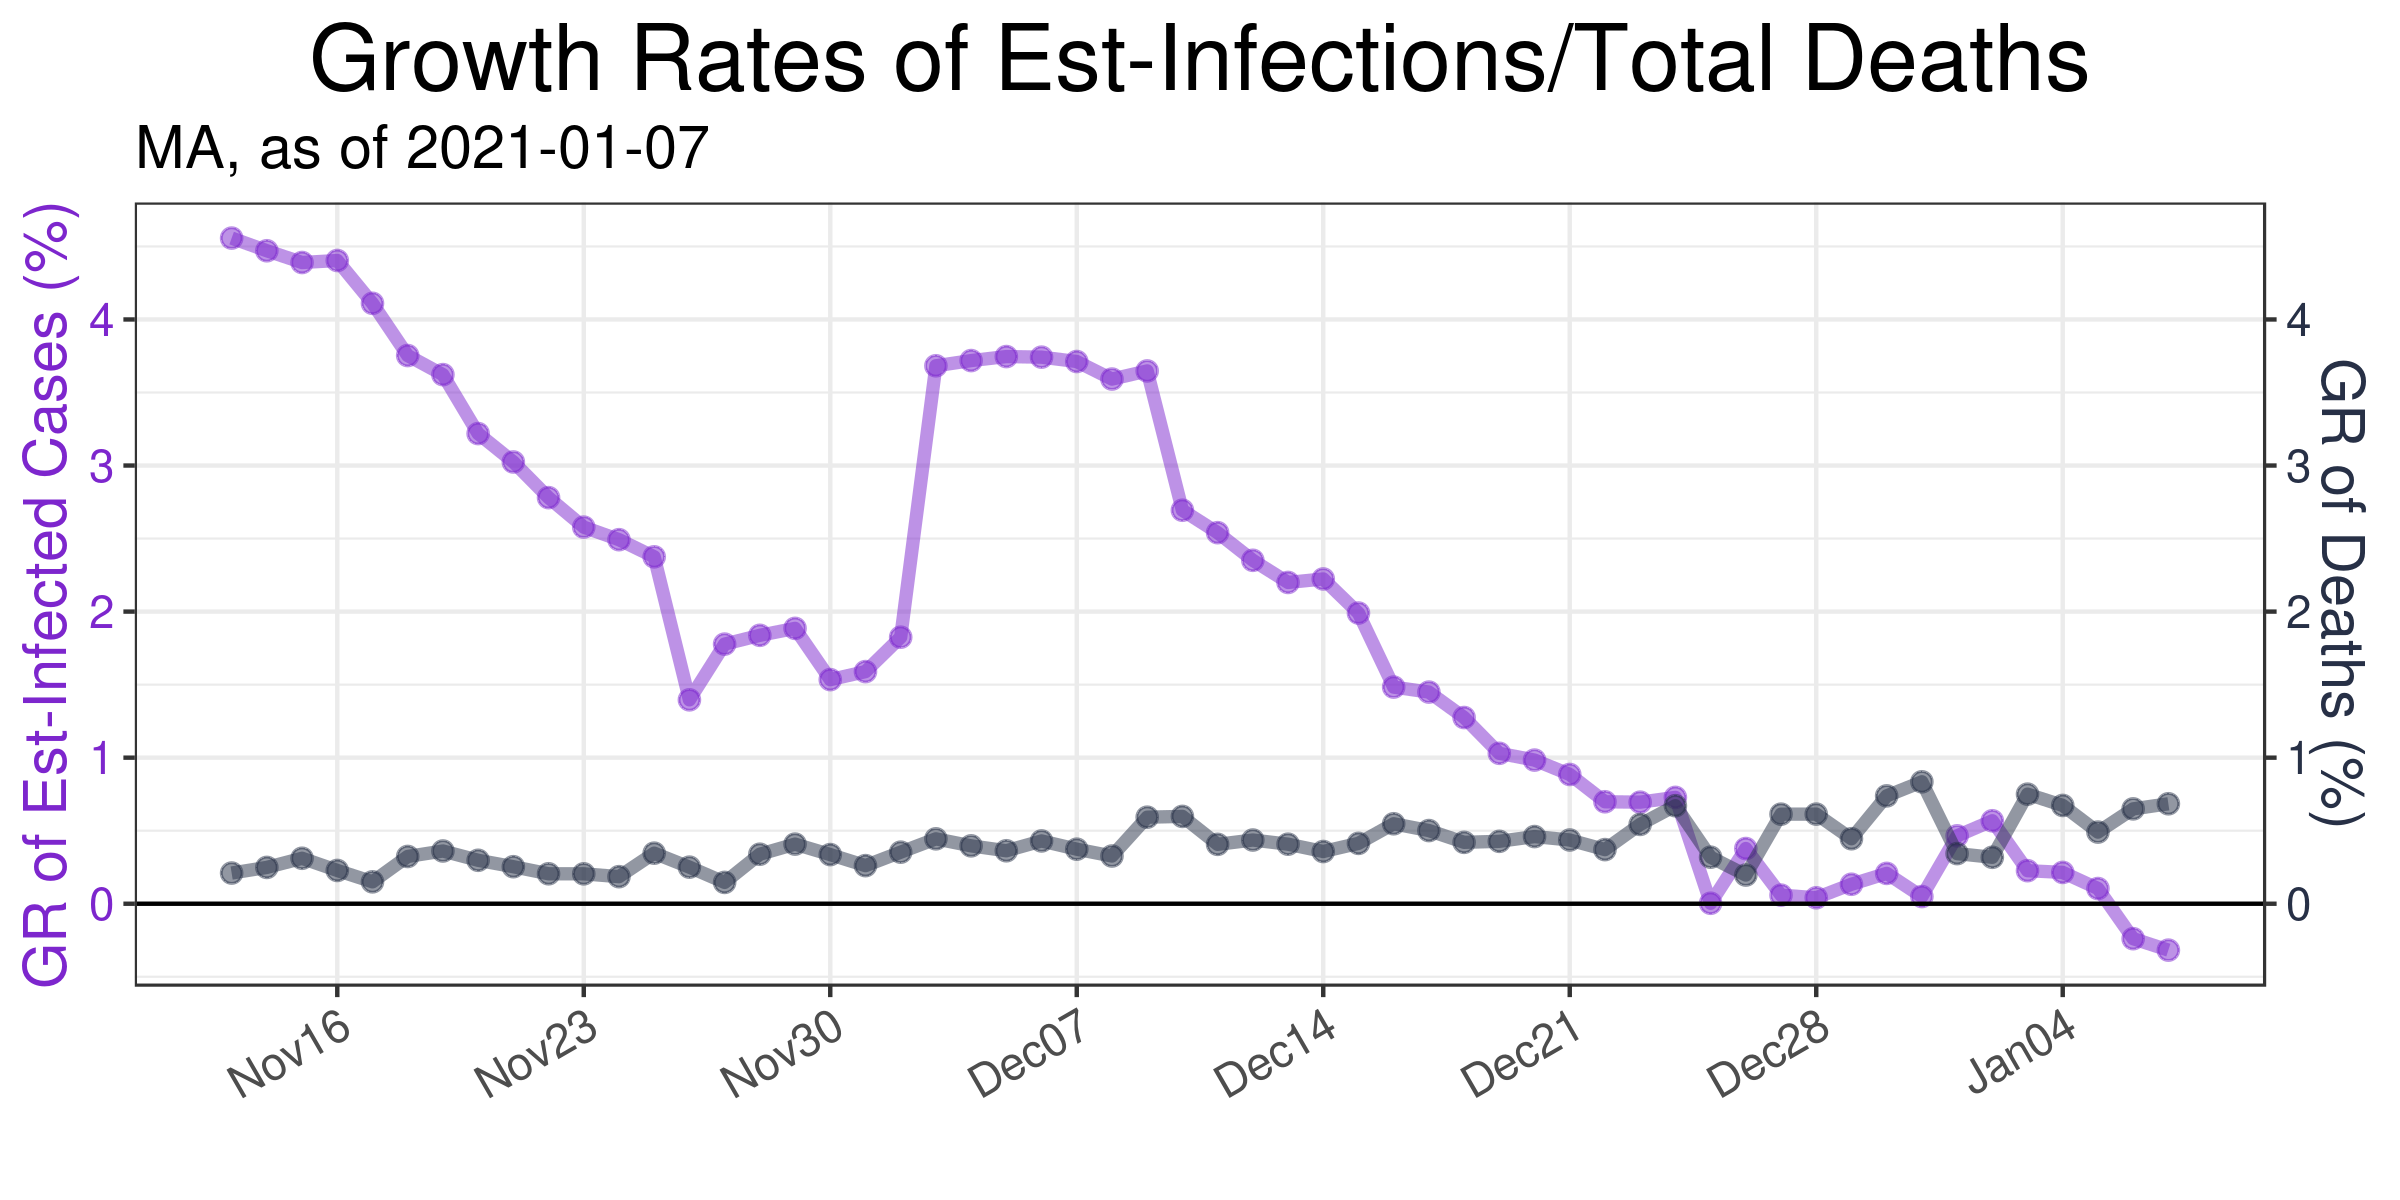 Growth Rates of Est-Infections/Total Deaths
MA, as of 2021-01-07
GR of Est-Infected Cases (%)
4
3
2
1
0
4
3
2
1
0
GR of Deaths (%)
Nov16
Nov23
Nov30
Dec07
Dec14
Dec21
Dec28
Jan04